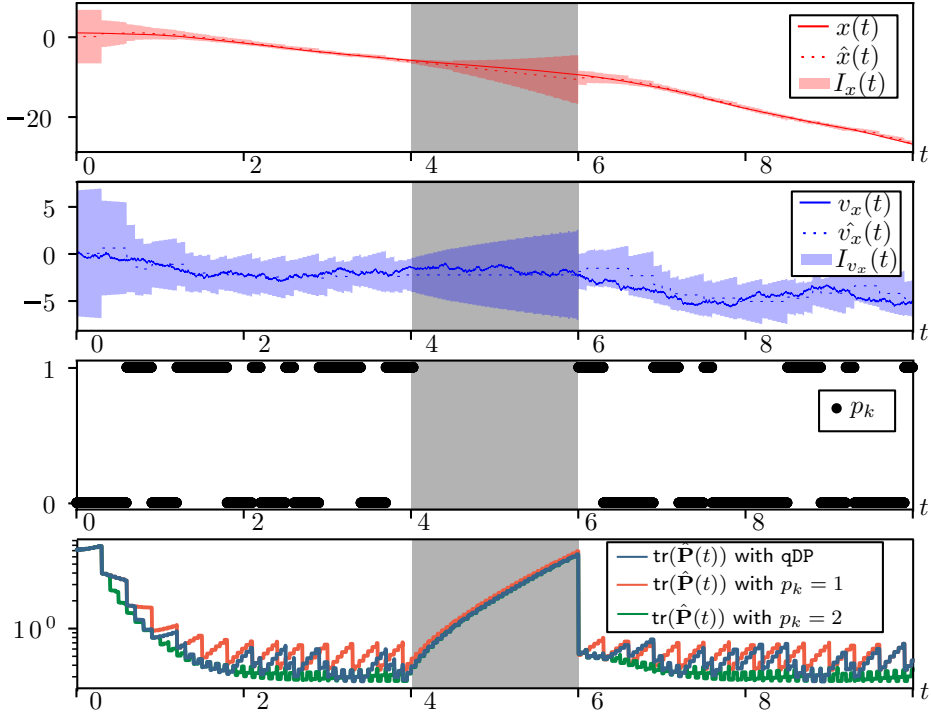 0
−20
x(t)
x̂(t)
I_x(t)
0 2 4 6 8 t
5
0
−5
v_x(t)
v̂_x(t)
I_{v_x}(t)
0 2 4 6 8 t
1
0
p_k
0 2 4 6 8 t
10^0
tr(P̂(t)) with qDP
tr(P̂(t)) with p_k = 1
tr(P̂(t)) with p_k = 2
0 2 4 6 8 t